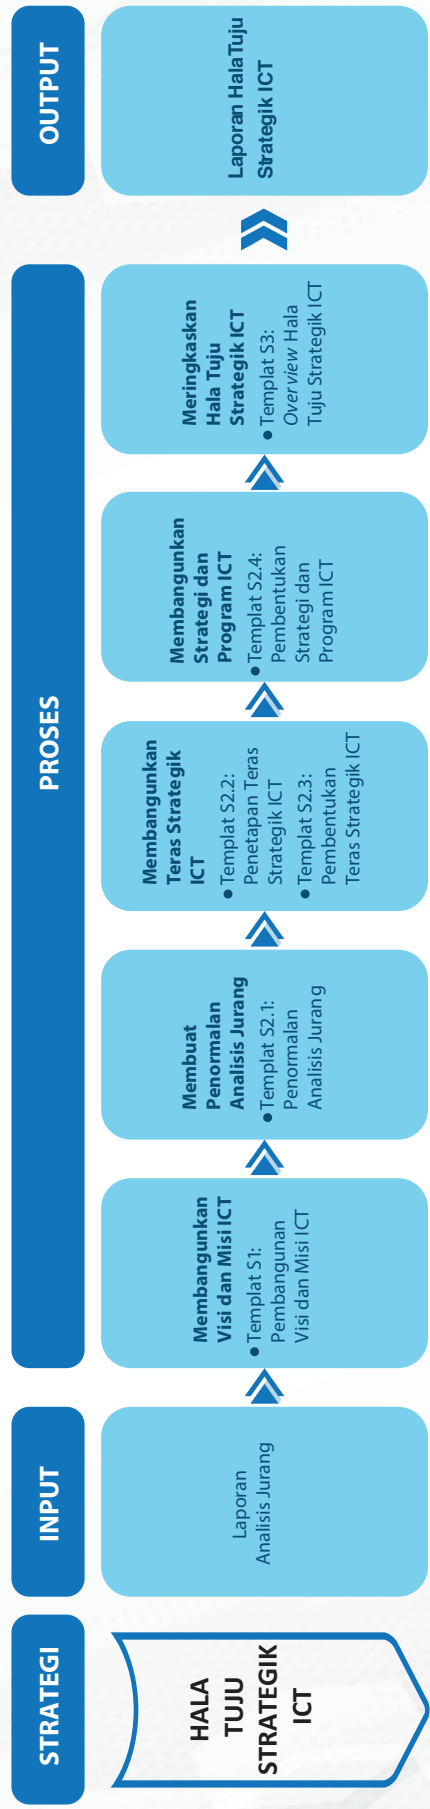 STRATEGI
INPUT
PROSES
OUTPUT
HALA
TUJU
STRATEGIK
ICT
Laporan
Analisis Jurang
Membangunkan
Visi dan Misi ICT
• Templat S1:
Pembangunan
Visi dan Misi ICT
Membuat
Penormalan
Analisis Jurang
• Templat S2.1:
Penormalan
Analisis Jurang
Membangunkan
Teras Strategik
ICT
• Templat S2.2:
Penetapan Teras
Strategik ICT
• Templat S2.3:
Pembentukan
Teras Strategik ICT
Membangunkan
Strategi dan
Program ICT
• Templat S2.4:
Pembentukan
Strategi dan
Program ICT
Meringkaskan
Hala Tuju
Strategik ICT
• Templat S3:
Overview Hala
Tuju Strategik ICT
Laporan Hala Tuju
Strategik ICT